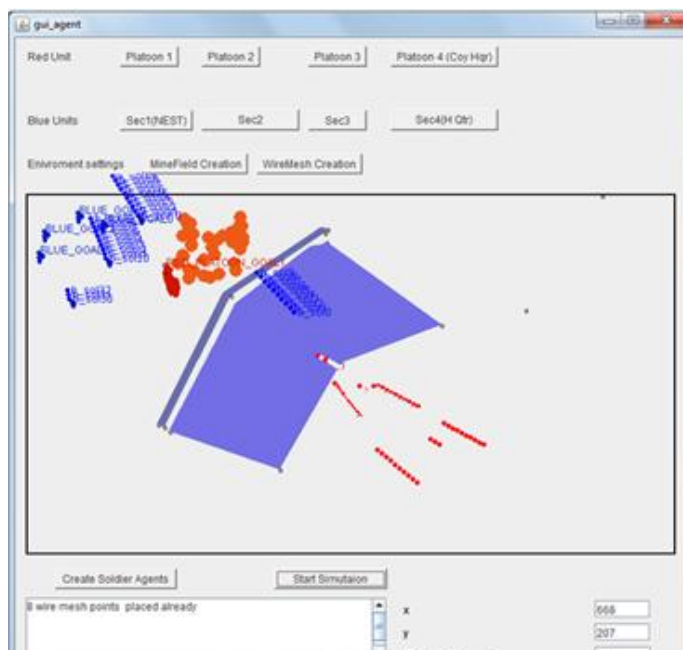 gui_agent
Red Unit Platoon 1 Platoon 2 Platoon 3 Platoon 4 (Coy Hqr)
Blue Units Sec1(NEST) Sec2 Sec3 Sec4(H Qtr)
Enivroment settings MineField Creation WireMesh Creation
BLUE_GOAL
BLUE_GOAL
Create Soldier Agents Start Simutaion
8 wire mesh points placed already
x 668
y 207